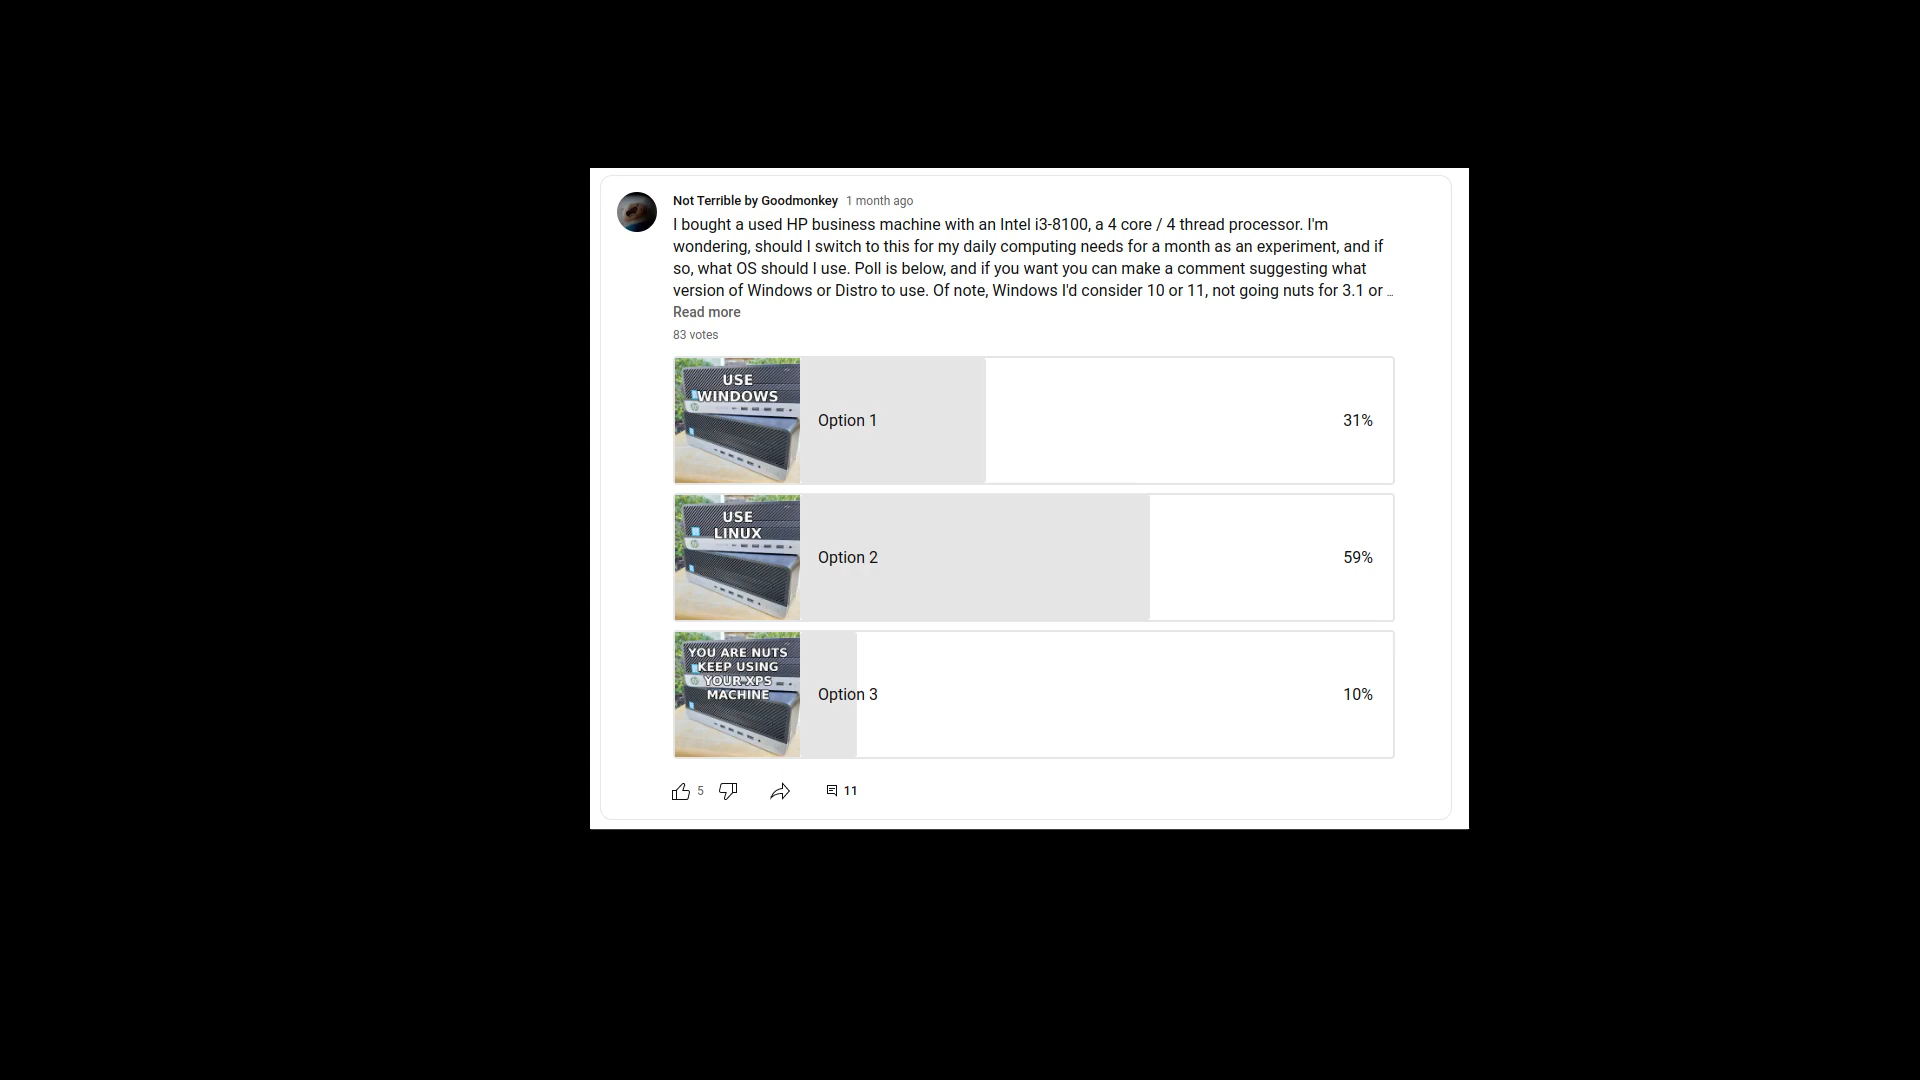 Not Terrible by Goodmonkey 1 month ago
I bought a used HP business machine with an Intel i3-8100, a 4 core / 4 thread processor. I'm
wondering, should I switch to this for my daily computing needs for a month as an experiment, and if
so, what OS should I use. Poll is below, and if you want you can make a comment suggesting what
version of Windows or Distro to use. Of note, Windows I'd consider 10 or 11, not going nuts for 3.1 or ...
Read more
83 votes
USE
WINDOWS
Option 1
31%
USE
LINUX
Option 2
59%
YOU ARE NUTS
KEEP USING
YOUR XPS
MACHINE
Option 3
10%
5
11